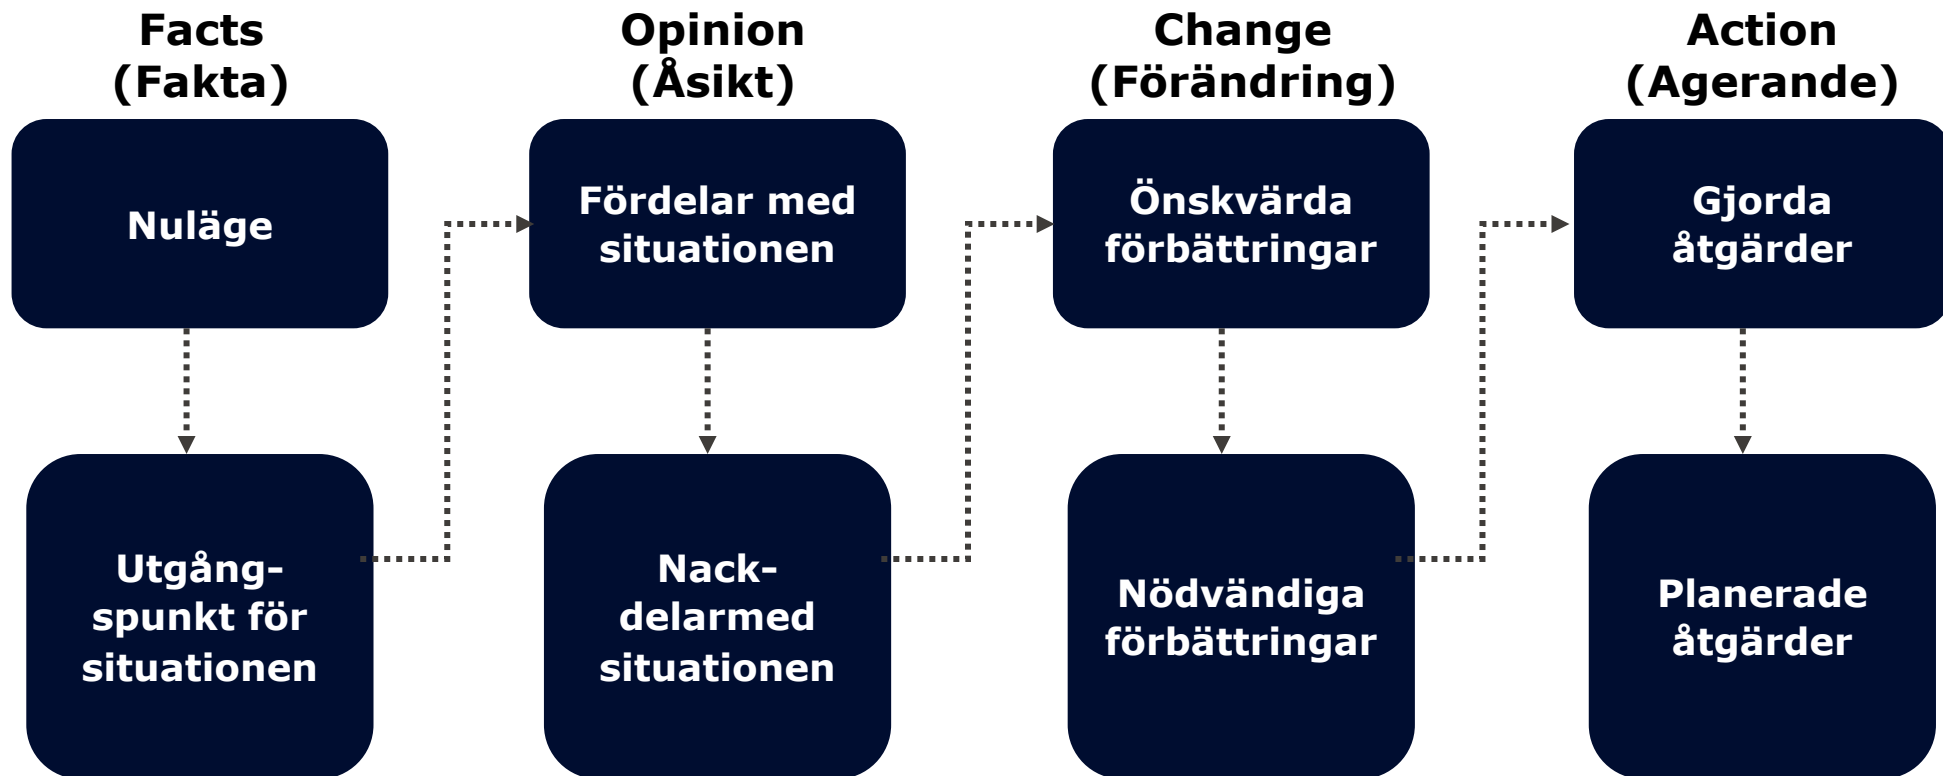 Facts
(Fakta)
Opinion
(Åsikt)
Change
(Förändring)
Action
(Agerande)
Nuläge
Fördelar med
situationen
Önskvärda
förbättringar
Gjorda
åtgärder
Utgång-
spunkt för
situationen
Nack-
delarmed
situationen
Nödvändiga
förbättringar
Planerade
åtgärder